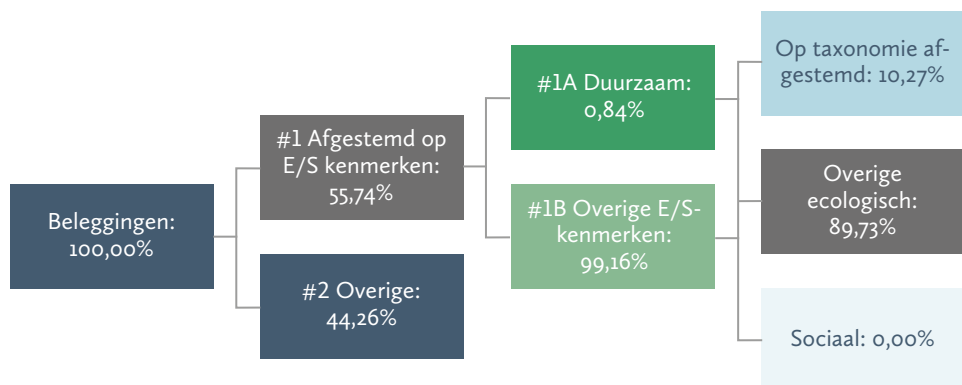 Beleggingen:
100,00%
#1 Afgestemd op
E/S kenmerken:
55,74%
#2 Overige:
44,26%
#1A Duurzaam:
0,84%
#1B Overige E/S-
kenmerken:
99,16%
Op taxonomie af-
gestemd: 10,27%
Overige
ecologisch:
89,73%
Sociaal: 0,00%